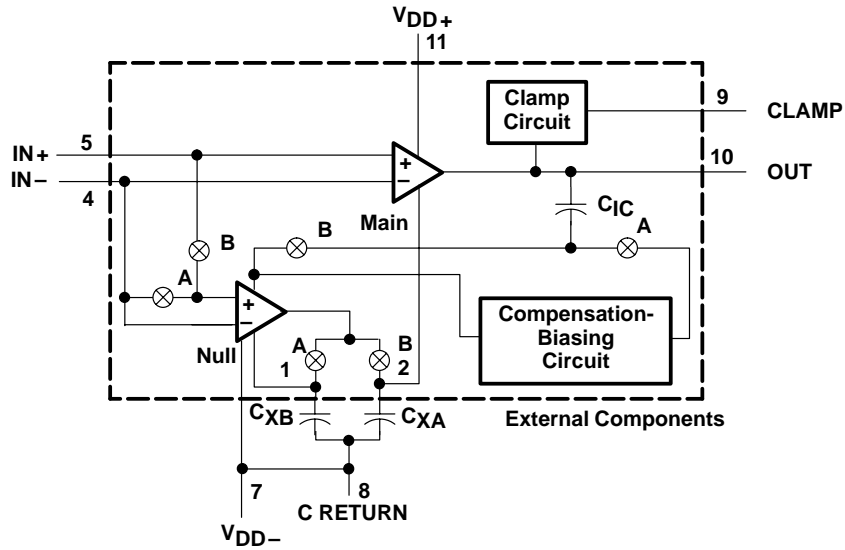 VDD+
11
Clamp
Circuit
9
CLAMP
5
IN+
IN−
4
10
OUT
Main
CIC
A
B
B
A
Null
Compensation-
Biasing
Circuit
A
1
B
2
CXB
CXA
External Components
7
8
C RETURN
VDD−
+
−
+
−